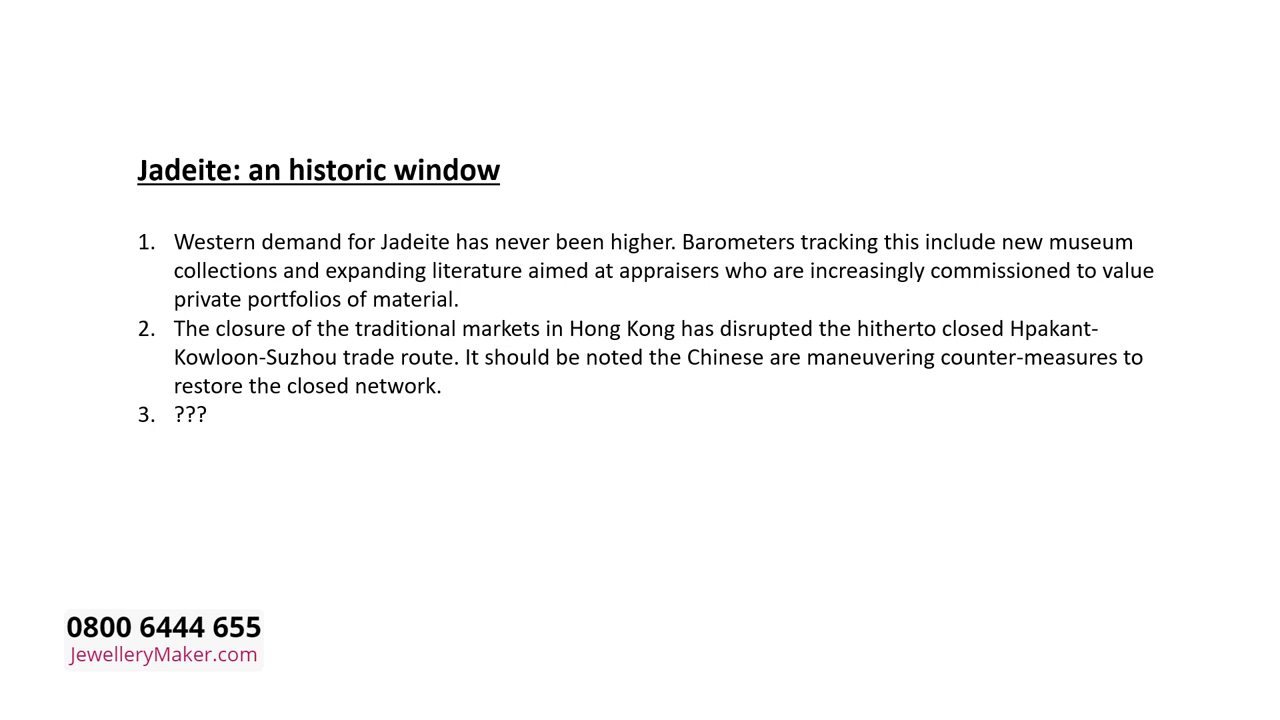 Jadeite: an historic window
1. Western demand for Jadeite has never been higher. Barometers tracking this include new museum
collections and expanding literature aimed at appraisers who are increasingly commissioned to value
private portfolios of material.
2. The closure of the traditional markets in Hong Kong has disrupted the hitherto closed Hpakant-
Kowloon-Suzhou trade route. It should be noted the Chinese are maneuvering counter-measures to
restore the closed network.
3. ???
0800 6444 655
JewelleryMaker.com